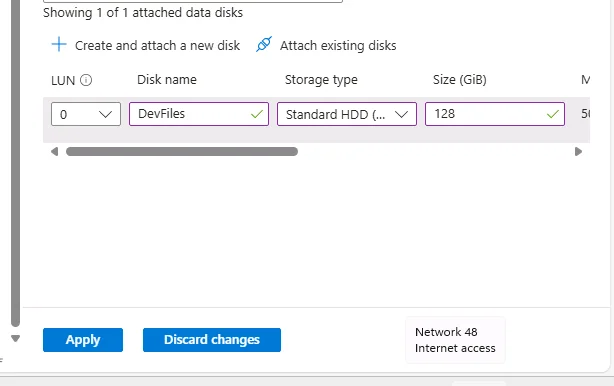 Showing 1 of 1 attached data disks
Create and attach a new disk Attach existing disks
LUN Disk name Storage type Size (GiB) M
0 DevFiles Standard HDD (... 128 50
Apply Discard changes
Network 48
Internet access